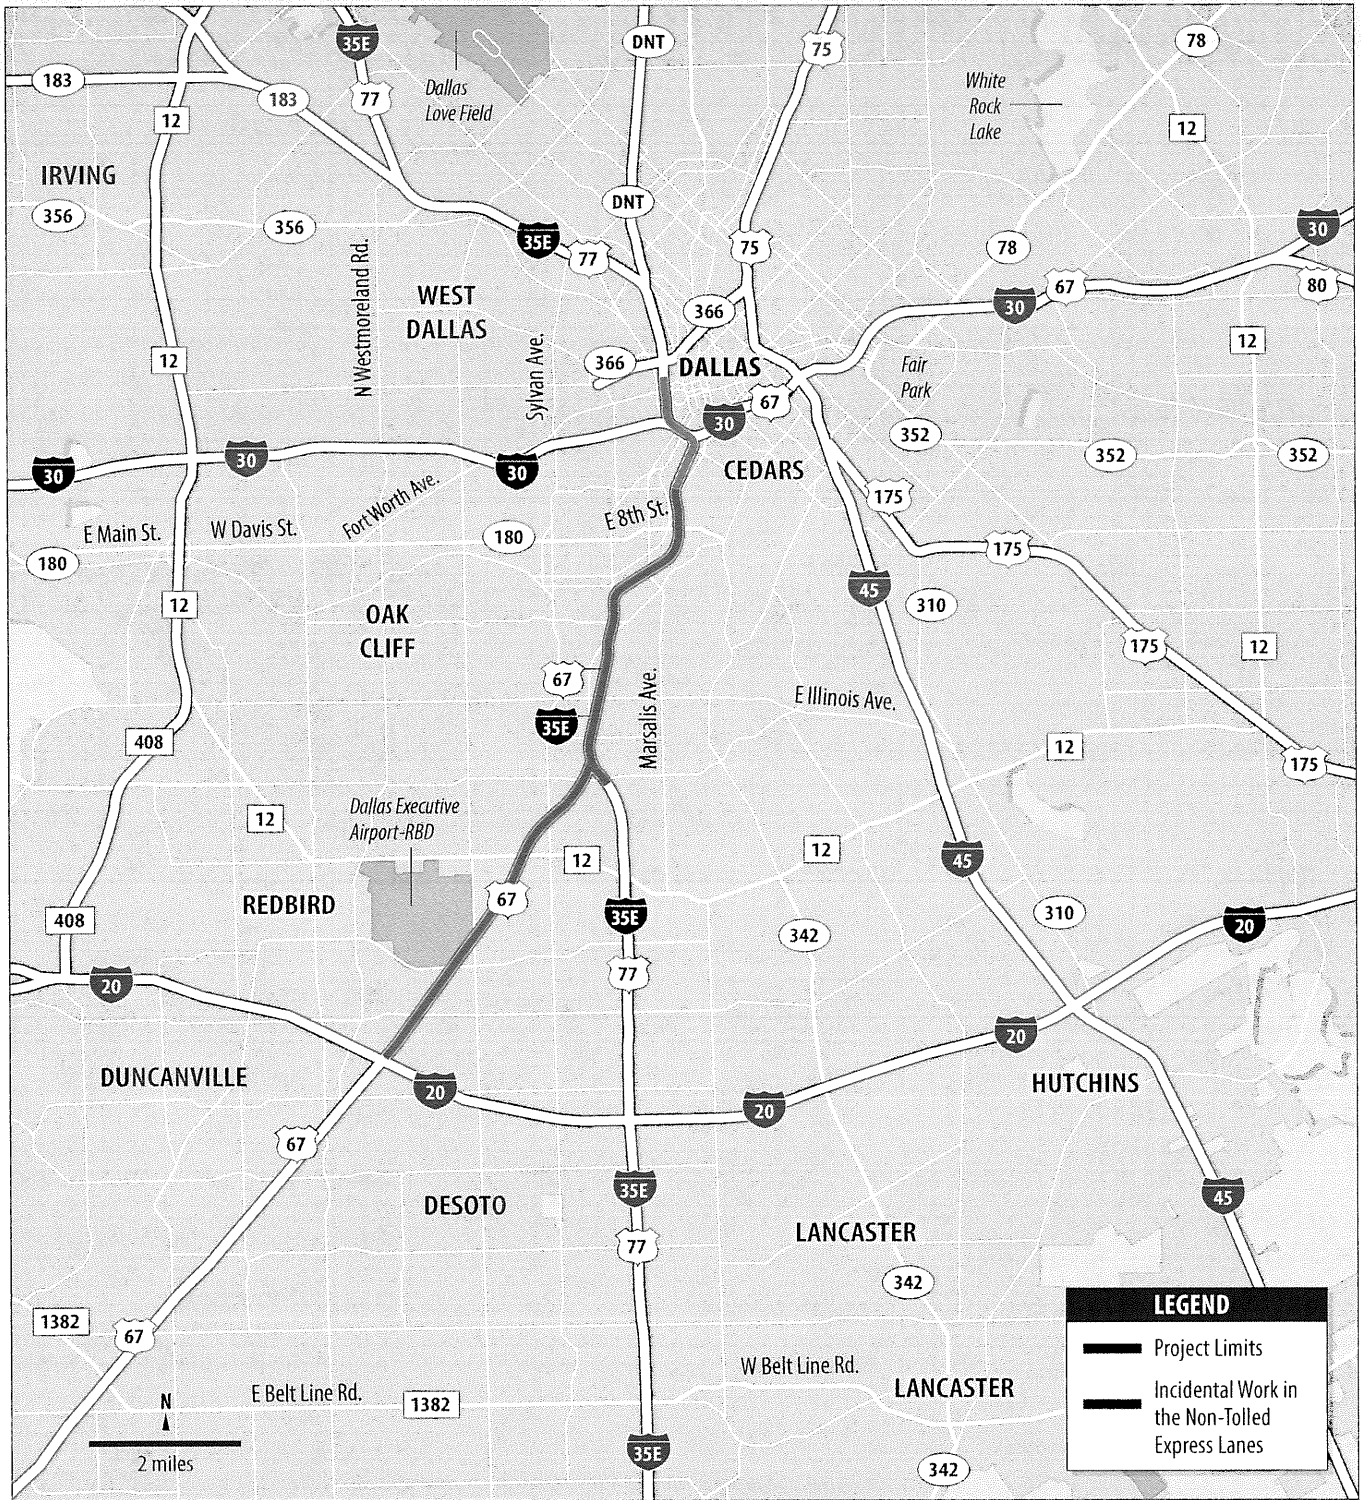 35E
DNT
75
78
183
77
183
Dallas
Love Field
White
Rock
Lake
12
12
IRVING
356
356
DNT
35E
77
75
78
30
N Westmoreland Rd.
WEST
DALLAS
67
80
30
366
12
12
366
Sylvan Ave.
DALLAS
Fair
Park
67
30
352
352
352
30
30
30
CEDARS
175
Fort Worth Ave.
E Main St.
W Davis St.
E 8th St.
180
175
180
45
12
310
OAK
CLIFF
175
12
67
Marsalis Ave.
E Illinois Ave.
35E
408
12
175
Dallas Executive
Airport-RBD
12
12
12
45
REDBIRD
67
408
35E
310
20
342
77
20
20
DUNCANVILLE
20
20
HUTCHINS
67
35E
45
DESOTO
LANCASTER
77
342
LEGEND
1382
67
Project Limits
W Belt Line Rd.
LANCASTER
E Belt Line Rd.
1382
Incidental Work in
the Non-Tolled
Express Lanes
N
2 miles
35E
342